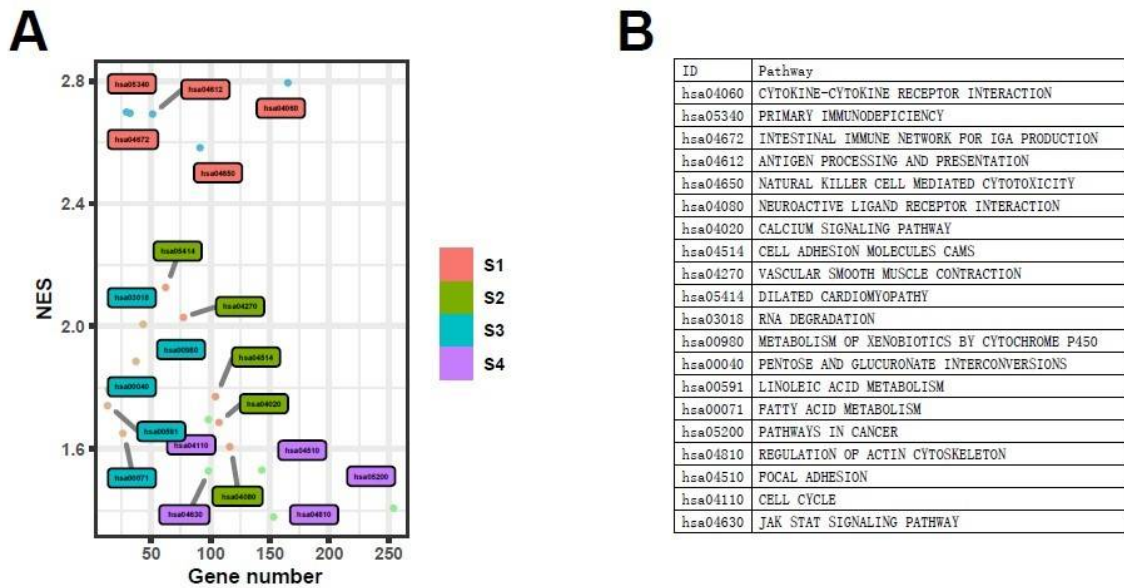 A
B
2.8
2.4
2.0
1.6
NES
hsa05340
hsa04612
hsa04060
hsa04672
hsa04650
hsa05414
hsa03018
hsa04270
hsa00980
hsa04514
hsa00040
hsa04020
hsa00591
hsa04110
hsa05200
hsa00071
hsa04080
hsa04630
50 100 150 200 250
Gene number
S1
S2
S3
S4
ID Pathway
hsa04060 CYTOKINE-CYTOKINE RECEPTOR INTERACTION
hsa05340 PRIMARY IMMUNODEFICIENCY
hsa04672 INTESTINAL IMMUNE NETWORK FOR IGA PRODUCTION
hsa04612 ANTIGEN PROCESSING AND PRESENTATION
hsa04650 NATURAL KILLER CELL MEDIATED CYTOTOXICITY
hsa04080 NEUROACTIVE LIGAND RECEPTOR INTERACTION
hsa04020 CALCIUM SIGNALING PATHWAY
hsa04514 CELL ADHESION MOLECULES CAMS
hsa04270 VASCULAR SMOOTH MUSCLE CONTRACTION
hsa05414 DILATED CARDIOMYOPATHY
hsa03018 RNA DEGRADATION
hsa00980 METABOLISM OF XENOBIOTICS BY CYTOCHROME P450
hsa00040 PENTOSE AND GLUCURONATE INTERCONVERSIONS
hsa00591 LINOLEIC ACID METABOLISM
hsa00071 FATTY ACID METABOLISM
hsa05200 PATHWAYS IN CANCER
hsa04810 REGULATION OF ACTIN CYTOSKELETON
hsa04510 FOCAL ADHESION
hsa04110 CELL CYCLE
hsa04630 JAK STAT SIGNALING PATHWAY